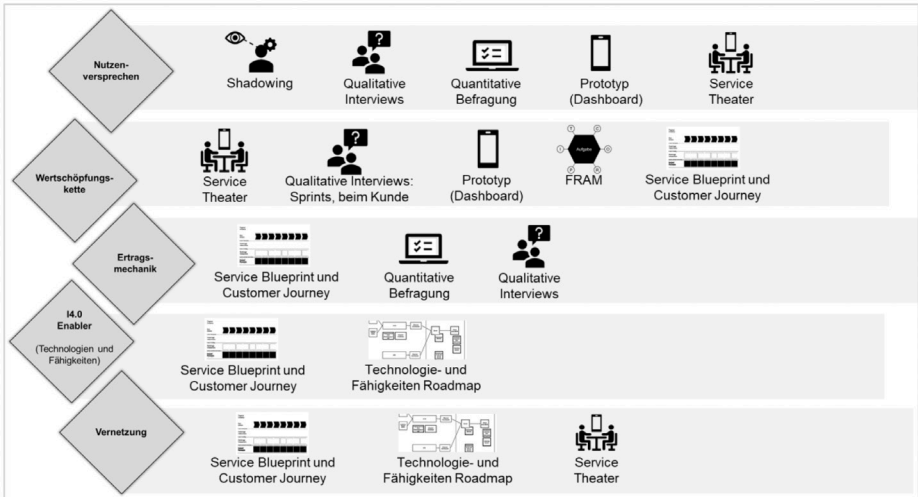 Nutzen-
versprechen
Shadowing
Qualitative
Interviews
Quantitative
Befragung
Prototyp
(Dashboard)
Service
Theater
Wertschöpfungs-
kette
Service
Theater
Qualitative Interviews:
Sprints, beim Kunde
Prototyp
(Dashboard)
Aufgabe
FRAM
Service Blueprint und
Customer Journey
Ertrags-
mechanik
Service Blueprint und
Customer Journey
Quantitative
Befragung
Qualitative
Interviews
I4.0
Enabler
(Technologien und
Fähigkeiten)
Service Blueprint und
Customer Journey
Technologie- und
Fähigkeiten Roadmap
Vernetzung
Service Blueprint und
Customer Journey
Technologie- und
Fähigkeiten Roadmap
Service
Theater